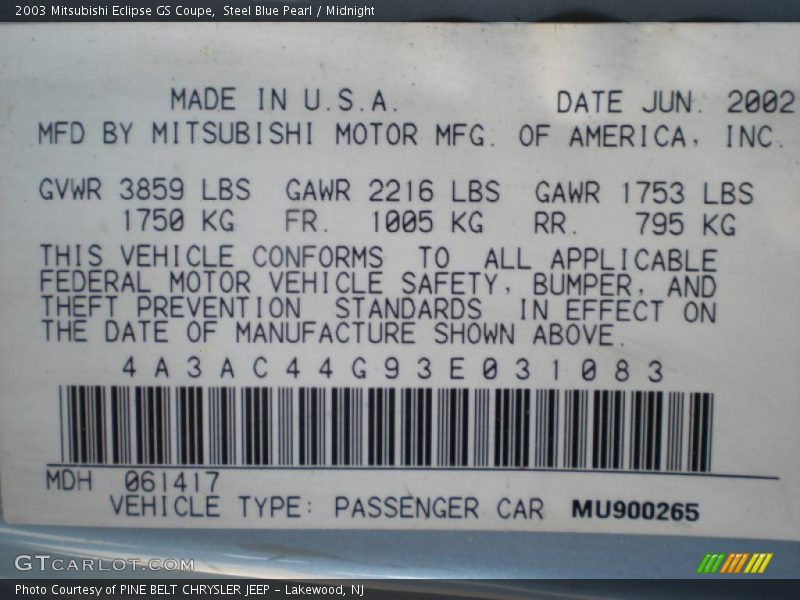 2003 Mitsubishi Eclipse GS Coupe, Steel Blue Pearl / Midnight
MADE IN U.S.A. DATE JUN. 2002
MFD BY MITSUBISHI MOTOR MFG. OF AMERICA, INC.
GVWR 3859 LBS GAWR 2216 LBS GAWR 1753 LBS
1750 KG FR. 1005 KG RR. 795 KG
THIS VEHICLE CONFORMS TO ALL APPLICABLE
FEDERAL MOTOR VEHICLE SAFETY, BUMPER, AND
THEFT PREVENTION STANDARDS IN EFFECT ON
THE DATE OF MANUFACTURE SHOWN ABOVE.
4A3AC44G93E031083
MDH 061417
VEHICLE TYPE: PASSENGER CAR MU900265
GTCARLOT.COM
Photo Courtesy of PINE BELT CHRYSLER JEEP - Lakewood, NJ